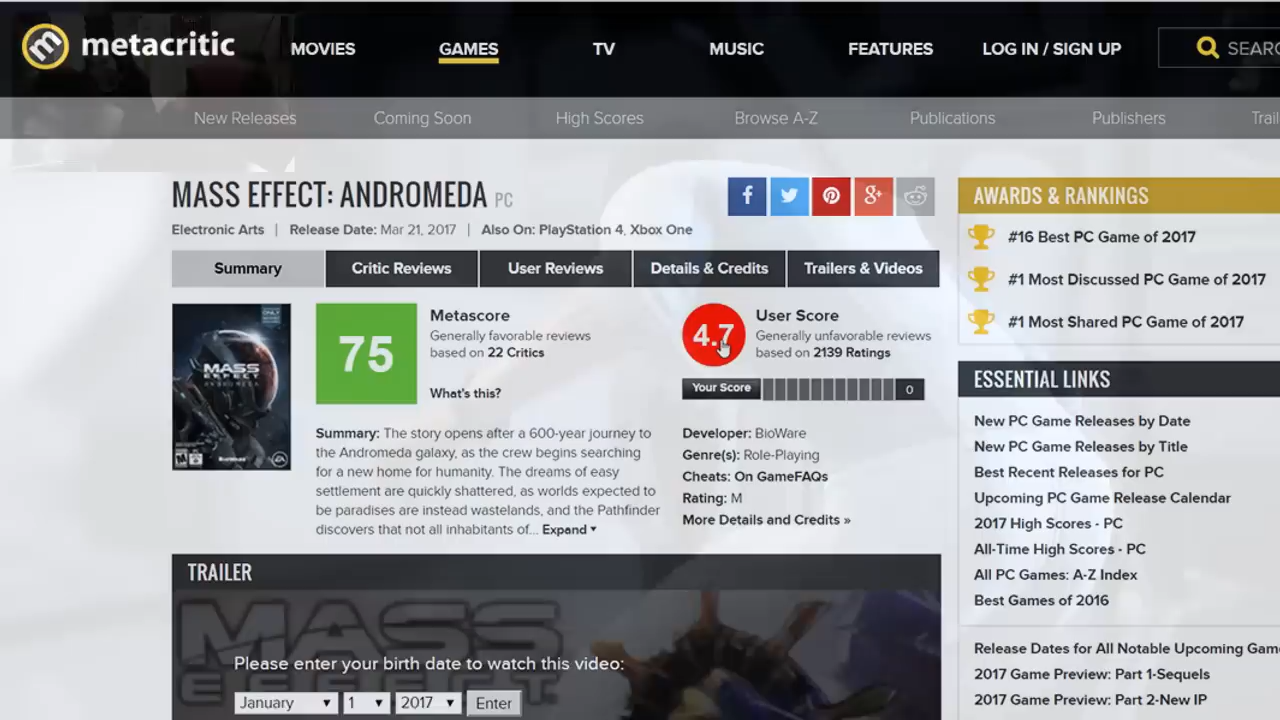 metacritic
MOVIES
GAMES
TV
MUSIC
FEATURES
LOG IN / SIGN UP
New Releases
Coming Soon
High Scores
Browse A-Z
Publications
Publishers
MASS EFFECT: ANDROMEDA PC
Electronic Arts | Release Date: Mar 21, 2017 | Also On: PlayStation 4, Xbox One
Summary
Critic Reviews
User Reviews
Details & Credits
Trailers & Videos
MASS EFFECT
ANDROMEDA
75
Metascore
Generally favorable reviews
based on 22 Critics
What's this?
4.7
User Score
Generally unfavorable reviews
based on 2139 Ratings
Your Score
0
Summary: The story opens after a 600-year journey to
the Andromeda galaxy, as the crew begins searching
for a new home for humanity. The dreams of easy
settlement are quickly shattered, as worlds expected to
be paradises are instead wastelands, and the Pathfinder
discovers that not all inhabitants of... Expand
Developer: BioWare
Genre(s): Role-Playing
Cheats: On GameFAQs
Rating: M
More Details and Credits »
TRAILER
MASS
EFFECT
Please enter your birth date to watch this video:
January
1
2017
Enter
AWARDS & RANKINGS
#16 Best PC Game of 2017
#1 Most Discussed PC Game of 2017
#1 Most Shared PC Game of 2017
ESSENTIAL LINKS
New PC Game Releases by Date
New PC Game Releases by Title
Best Recent Releases for PC
Upcoming PC Game Release Calendar
2017 High Scores - PC
All-Time High Scores - PC
All PC Games: A-Z Index
Best Games of 2016
Release Dates for All Notable Upcoming
2017 Game Preview: Part 1-Sequels
2017 Game Preview: Part 2-New IP